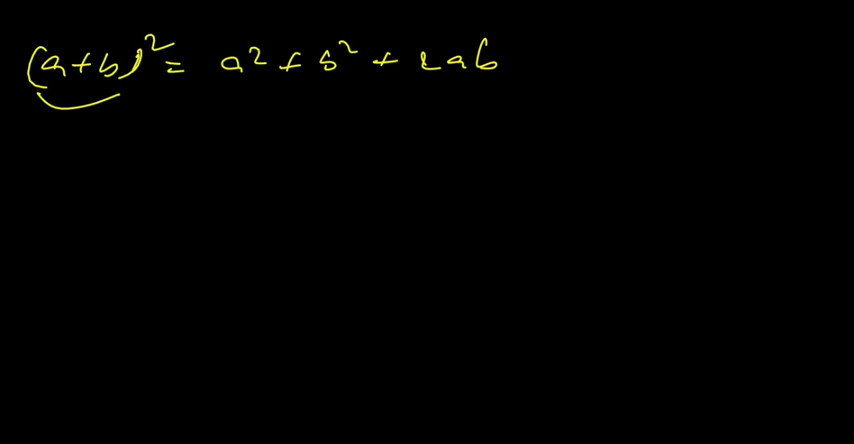 (a+b)² = a² + b² + 2ab